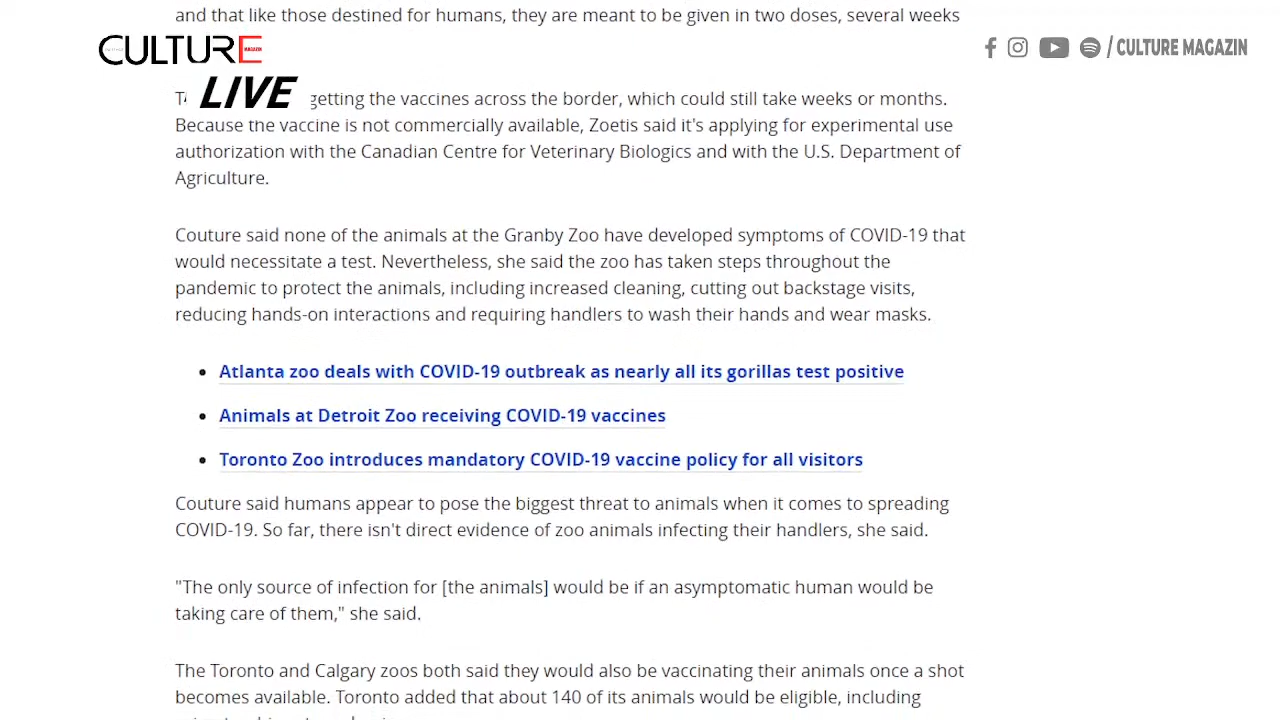 and that like those destined for humans, they are meant to be given in two doses, several weeks
CULTURE
MAGAZIN
/ CULTURE MAGAZIN
LIVE
getting the vaccines across the border, which could still take weeks or months.
Because the vaccine is not commercially available, Zoetis said it's applying for experimental use
authorization with the Canadian Centre for Veterinary Biologics and with the U.S. Department of
Agriculture.
Couture said none of the animals at the Granby Zoo have developed symptoms of COVID-19 that
would necessitate a test. Nevertheless, she said the zoo has taken steps throughout the
pandemic to protect the animals, including increased cleaning, cutting out backstage visits,
reducing hands-on interactions and requiring handlers to wash their hands and wear masks.
• Atlanta zoo deals with COVID-19 outbreak as nearly all its gorillas test positive
• Animals at Detroit Zoo receiving COVID-19 vaccines
• Toronto Zoo introduces mandatory COVID-19 vaccine policy for all visitors
Couture said humans appear to pose the biggest threat to animals when it comes to spreading
COVID-19. So far, there isn't direct evidence of zoo animals infecting their handlers, she said.
"The only source of infection for [the animals] would be if an asymptomatic human would be
taking care of them," she said.
The Toronto and Calgary zoos both said they would also be vaccinating their animals once a shot
becomes available. Toronto added that about 140 of its animals would be eligible, including